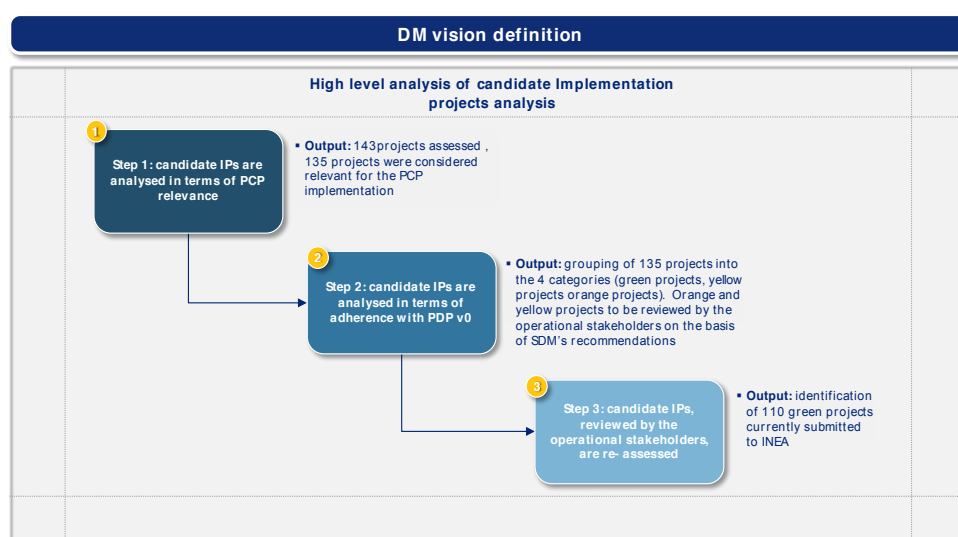 DM vision definition
High level analysis of candidate Implementation
projects analysis
1
Step 1: candidate IPs are
analysed in terms of PCP
relevance
▪ Output: 143projects assessed ,
135 projects were considered
relevant for the PCP
implementation
2
Step 2: candidate IPs are
analysed in terms of
adherence with PDP v0
▪ Output: grouping of 135 projects into
the 4 categories (green projects, yellow
projects orange projects). Orange and
yellow projects to be reviewed by the
operational stakeholders on the basis
of SDM's recommendations
3
Step 3: candidate IPs,
reviewed by the
operational stakeholders,
are re- assessed
▪ Output: identification
of 110 green projects
currently submitted
to INEA